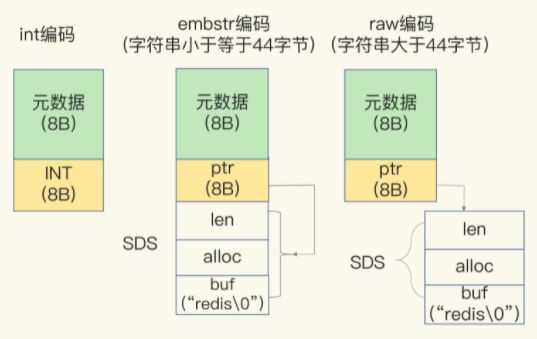 int编码
embstr编码
(字符串小于等于44字节)
raw编码
(字符串大于44字节)
元数据
(8B)
INT
(8B)
元数据
(8B)
ptr
(8B)
SDS
len
alloc
buf
("redis\0")
元数据
(8B)
ptr
(8B)
SDS
len
alloc
buf
("redis\0")